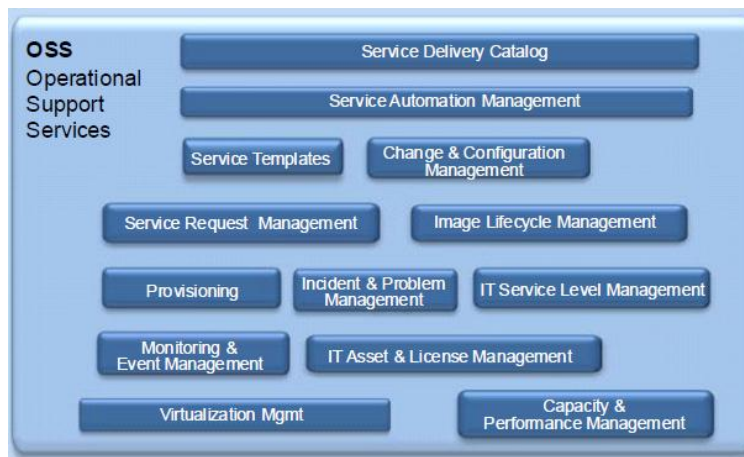 OSS
Operational
Support
Services
Service Delivery Catalog
Service Automation Management
Service Templates
Change & Configuration
Management
Service Request Management
Image Lifecycle Management
Provisioning
Incident & Problem
Management
IT Service Level Management
Monitoring &
Event Management
IT Asset & License Management
Virtualization Mgmt
Capacity &
Performance Management